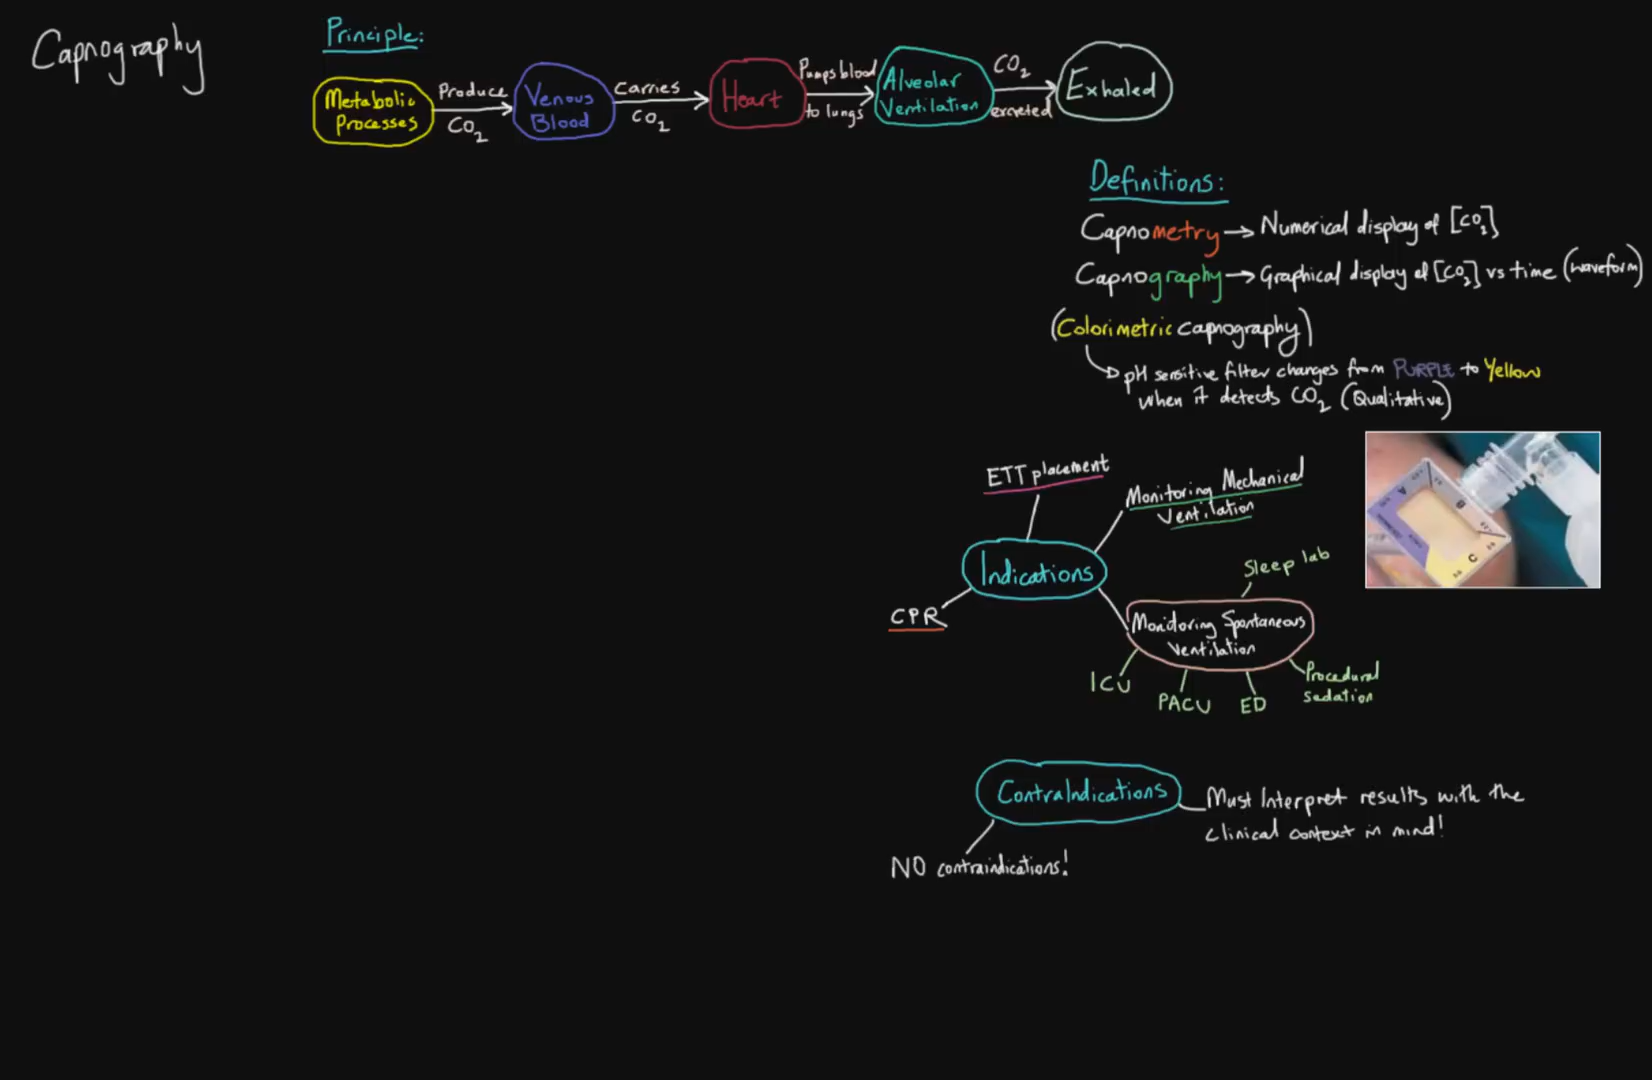 Capnography
Principle:
Metabolic
Processes
Produce
CO2
Venous
Blood
Carries
CO2
Heart
Pumps blood
to lungs
Alveolar
Ventilation
CO2
excreted
Exhaled
Definitions:
Capnometry → Numerical display of [CO2]
Capnography → Graphical display of [CO2] vs time (waveform)
(Colorimetric capnography)
pH sensitive filter changes from PURPLE to Yellow
when it detects CO2 (Qualitative)
ETT placement
Monitoring Mechanical
Ventilation
Indications
CPR
Sleep lab
Monitoring Spontaneous
Ventilation
ICU
PACU
ED
Procedural
sedation
A
B
C
ContraIndications
Must Interpret results with the
clinical context in mind!
NO contraindications!